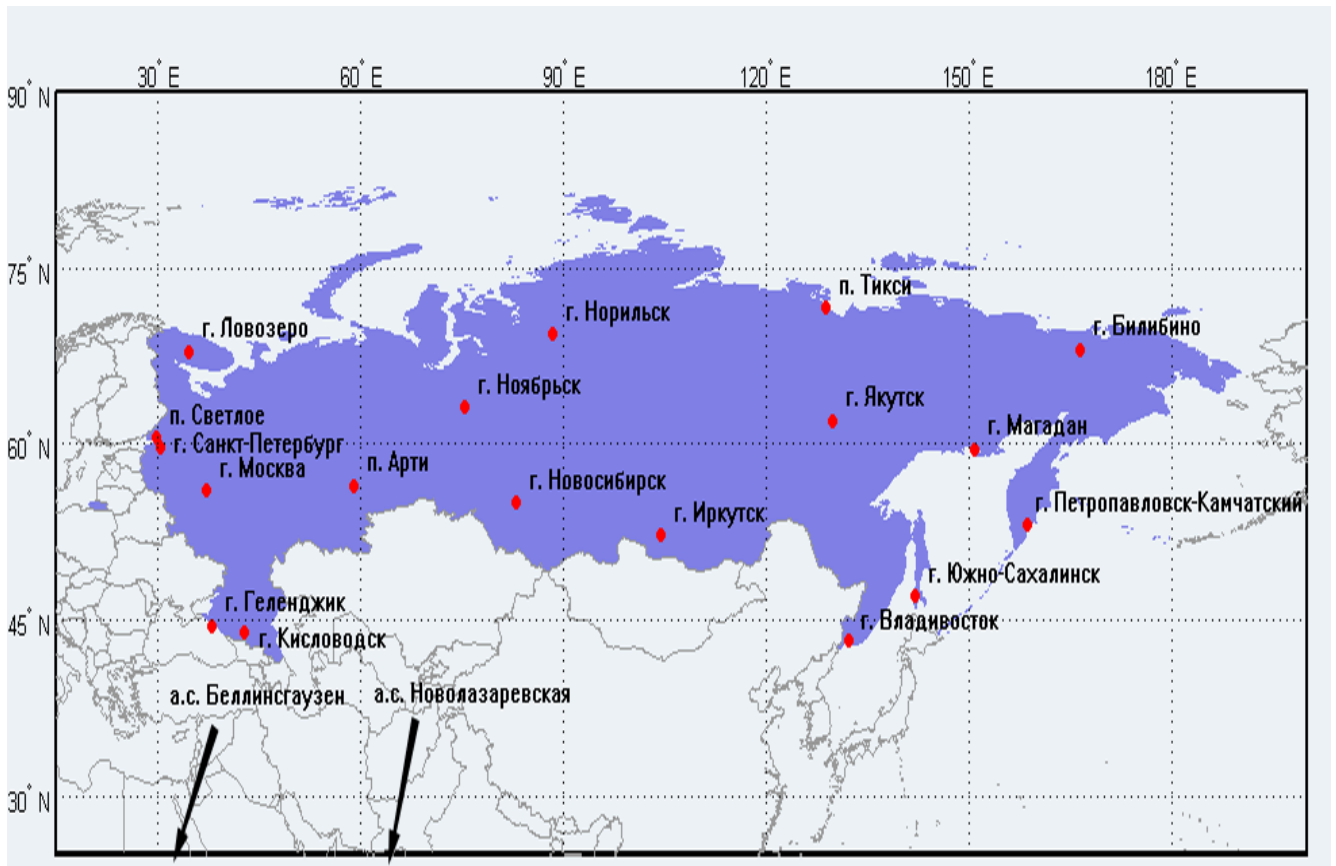 30° E 60° E 90° E 120° E 150° E 180° E
90° N
75° N
п. Тикси
г. Норильск
г. Ловозеро
г. Билибино
г. Ноябрьск
г. Якутск
п. Светлое
г. Магадан
60° N
г. Санкт-Петербург
г. Москва
п. Арти
г. Новосибирск
г. Петропавловск-Камчатский
г. Иркутск
г. Южно-Сахалинск
г. Геленджик
45° N
г. Владивосток
г. Кисловодск
а.с. Беллинсгаузен
а.с. Новолазаревская
30° N